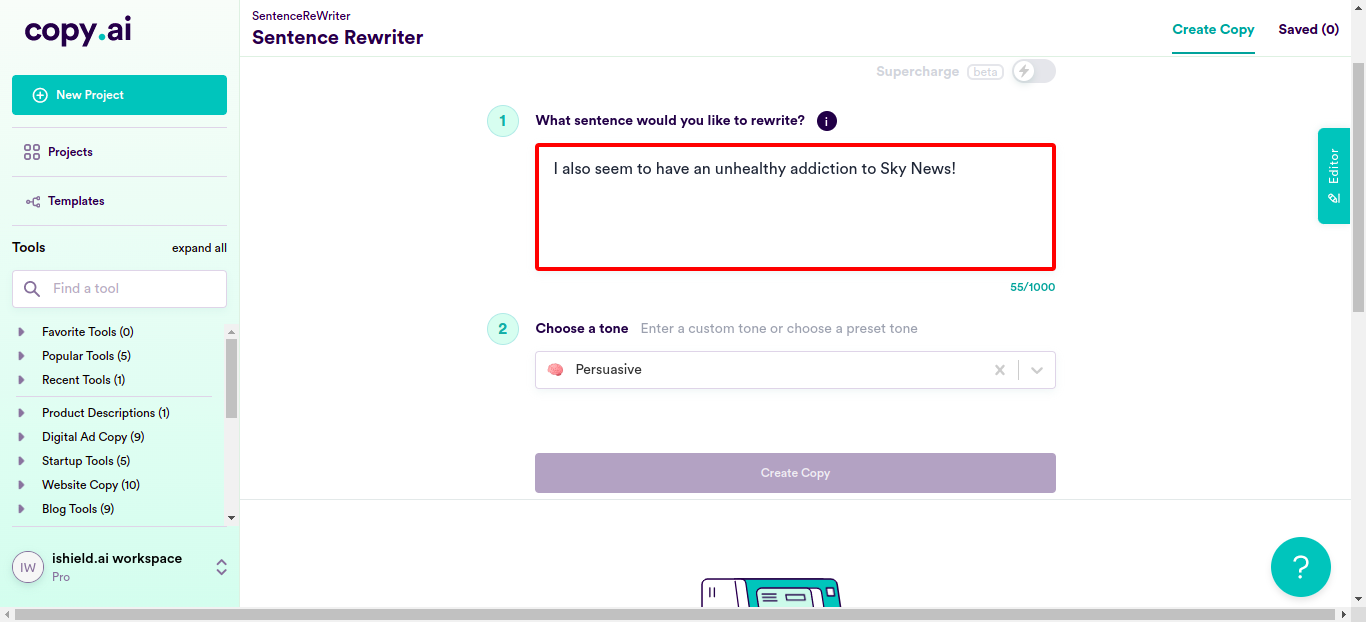 copy.ai
New Project
Projects
Templates
Tools
expand all
Find a tool
Favorite Tools (0)
Popular Tools (5)
Recent Tools (1)
Product Descriptions (1)
Digital Ad Copy (9)
Startup Tools (5)
Website Copy (10)
Blog Tools (9)
IW
ishield.ai workspace
Pro
SentenceReWriter
Sentence Rewriter
Create Copy
Saved (0)
Supercharge beta
1
What sentence would you like to rewrite?
i
I also seem to have an unhealthy addiction to Sky News!
55/1000
2
Choose a tone Enter a custom tone or choose a preset tone
Persuasive
Create Copy
Editor
?